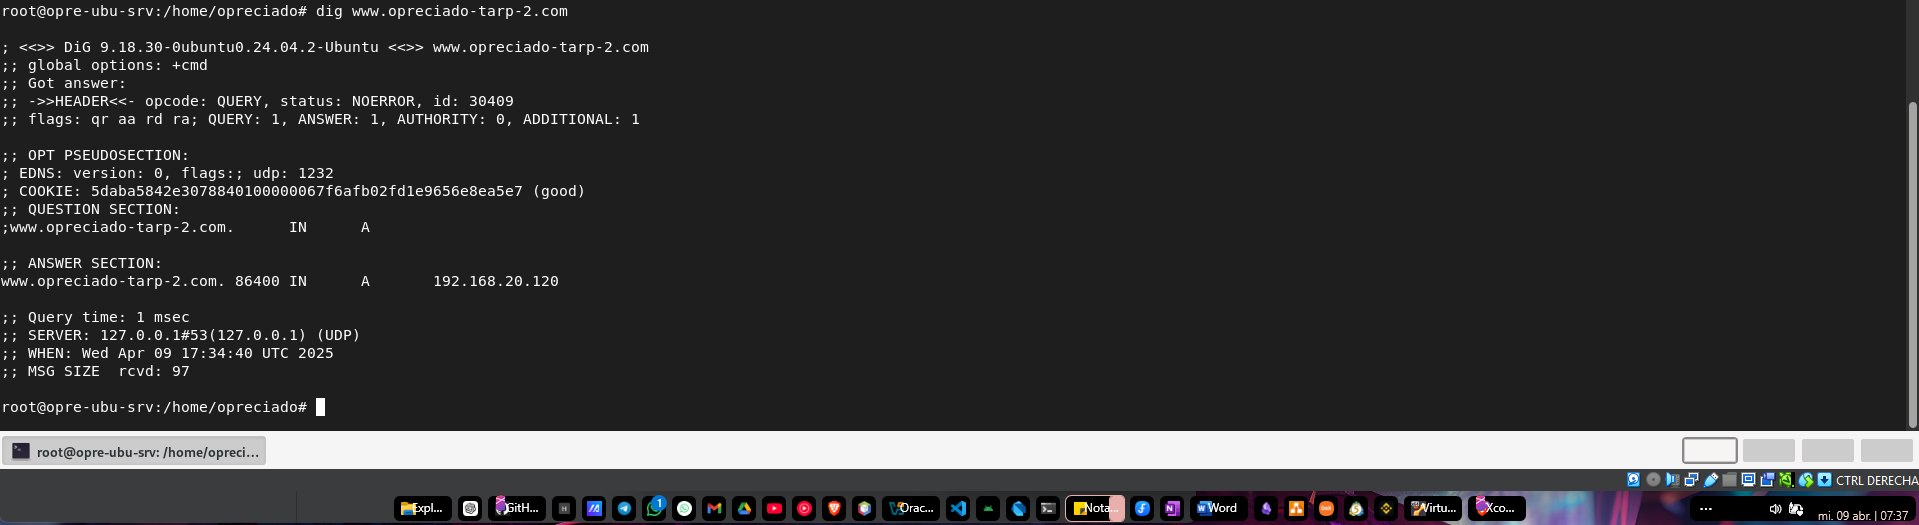 root@opre-ubu-srv:/home/opreciado# dig www.opreciado-tarp-2.com
; <<>> DiG 9.18.30-0ubuntu0.24.04.2-Ubuntu <<>> www.opreciado-tarp-2.com
;; global options: +cmd
;; Got answer:
;; ->>HEADER<<- opcode: QUERY, status: NOERROR, id: 30409
;; flags: qr aa rd ra; QUERY: 1, ANSWER: 1, AUTHORITY: 0, ADDITIONAL: 1
;; OPT PSEUDOSECTION:
; EDNS: version: 0, flags:; udp: 1232
; COOKIE: 5daba5842e3078840100000067f6afb02fd1e9656e8ea5e7 (good)
;; QUESTION SECTION:
;www.opreciado-tarp-2.com.	IN	A
;; ANSWER SECTION:
www.opreciado-tarp-2.com. 86400 IN	A	192.168.20.120
;; Query time: 1 msec
;; SERVER: 127.0.0.1#53(127.0.0.1) (UDP)
;; WHEN: Wed Apr 09 17:34:40 UTC 2025
;; MSG SIZE  rcvd: 97
root@opre-ubu-srv:/home/opreciado#
root@opre-ubu-srv: /home/opreci...
CTRL DERECHA
Expl... GitH... 1 Orac... Nota... Word Virtu... Xco...
mi. 09 abr. | 07:37